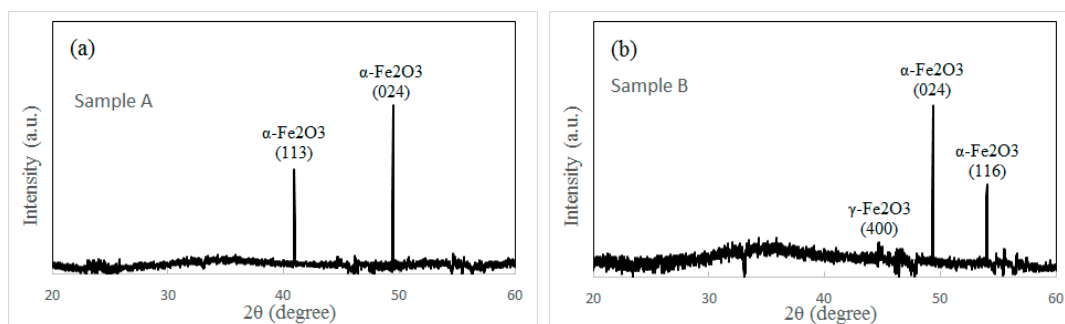 (a)
Sample A
α-Fe2O3
(024)
α-Fe2O3
(113)
Intensity (a.u.)
20
30
40
50
60
2θ (degree)
(b)
Sample B
α-Fe2O3
(024)
α-Fe2O3
(116)
γ-Fe2O3
(400)
Intensity (a.u.)
20
30
40
50
60
2θ (degree)